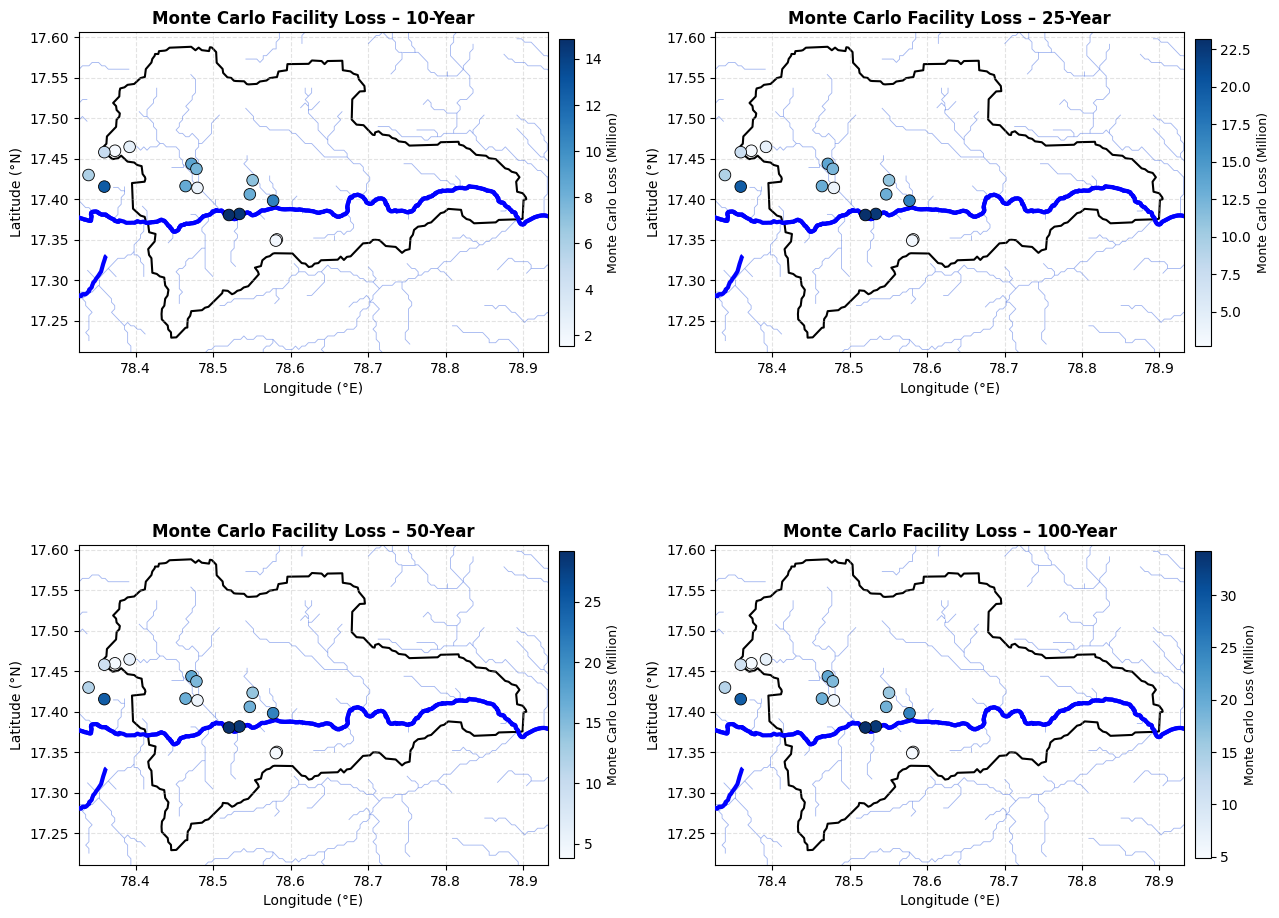 Monte Carlo Facility Loss – 10-Year
17.60
17.55
17.50
17.45
17.40
17.35
17.30
17.25
Latitude (°N)
78.4 78.5 78.6 78.7 78.8 78.9
Longitude (°E)
14
12
10
8
6
4
2
Monte Carlo Loss (Million)
Monte Carlo Facility Loss – 25-Year
17.60
17.55
17.50
17.45
17.40
17.35
17.30
17.25
Latitude (°N)
78.4 78.5 78.6 78.7 78.8 78.9
Longitude (°E)
22.5
20.0
17.5
15.0
12.5
10.0
7.5
5.0
Monte Carlo Loss (Million)
Monte Carlo Facility Loss – 50-Year
17.60
17.55
17.50
17.45
17.40
17.35
17.30
17.25
Latitude (°N)
78.4 78.5 78.6 78.7 78.8 78.9
Longitude (°E)
25
20
15
10
5
Monte Carlo Loss (Million)
Monte Carlo Facility Loss – 100-Year
17.60
17.55
17.50
17.45
17.40
17.35
17.30
17.25
Latitude (°N)
78.4 78.5 78.6 78.7 78.8 78.9
Longitude (°E)
30
25
20
15
10
5
Monte Carlo Loss (Million)